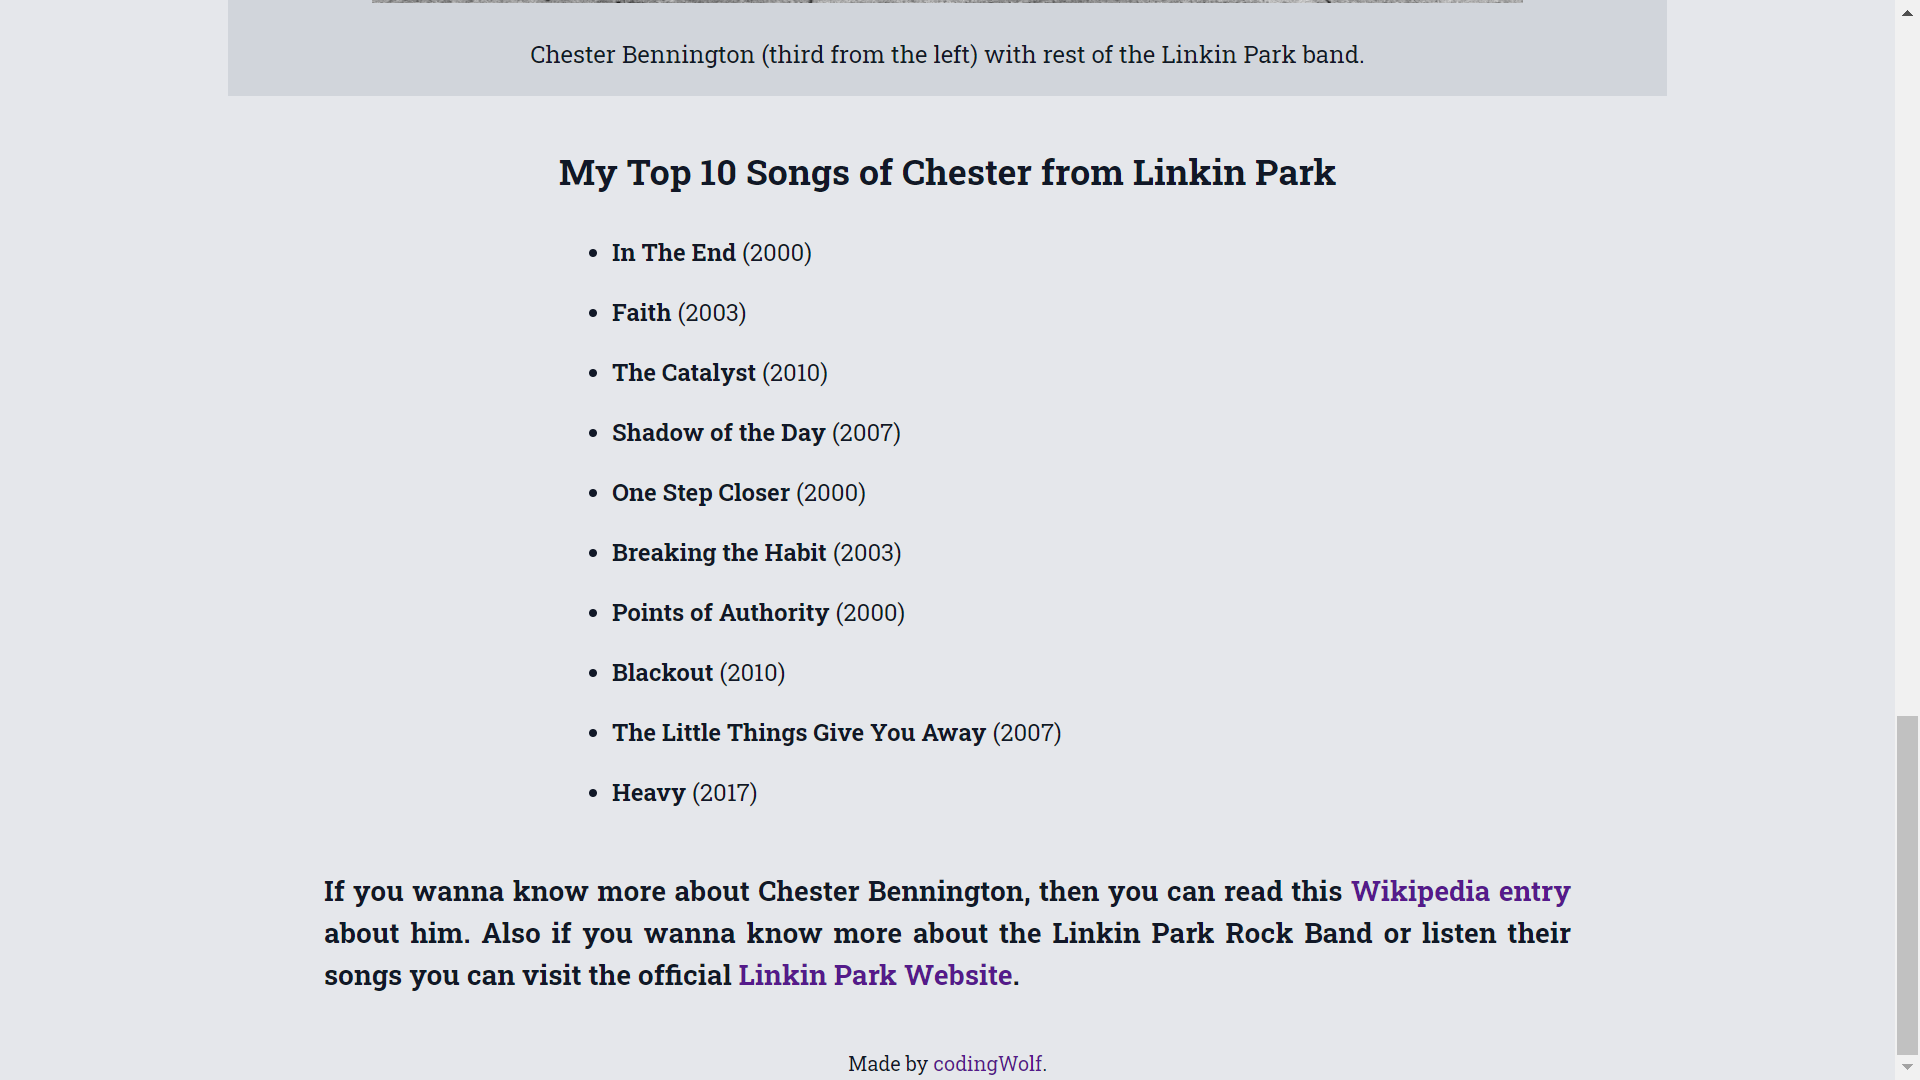 Chester Bennington (third from the left) with rest of the Linkin Park band.
My Top 10 Songs of Chester from Linkin Park
• In The End (2000)
• Faith (2003)
• The Catalyst (2010)
• Shadow of the Day (2007)
• One Step Closer (2000)
• Breaking the Habit (2003)
• Points of Authority (2000)
• Blackout (2010)
• The Little Things Give You Away (2007)
• Heavy (2017)
If you wanna know more about Chester Bennington, then you can read this Wikipedia entry
about him. Also if you wanna know more about the Linkin Park Rock Band or listen their
songs you can visit the official Linkin Park Website.
Made by codingWolf.